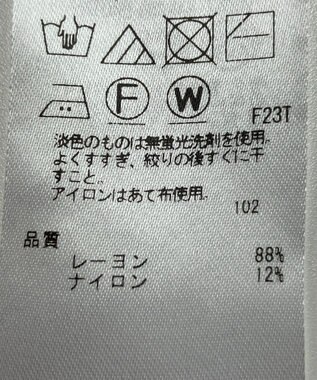 F W
F23T
淡色のものは無蛍光洗剤を使用。
よくすすぎ、絞りの後すぐに干
すこと。
アイロンはあて布使用。
102
品質
レーヨン 88%
ナイロン 12%